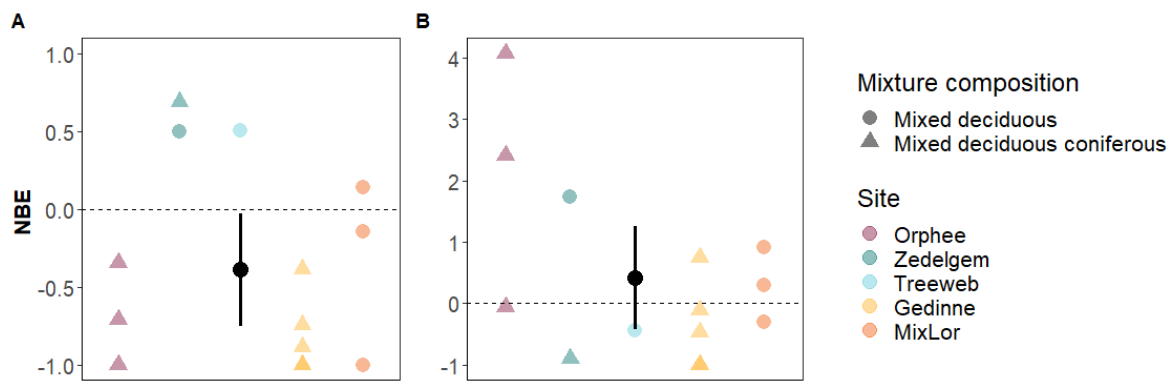 A
B
NBE
1.0
0.5
0.0
-0.5
-1.0
4
3
2
1
0
-1
Mixture composition
Mixed deciduous
Mixed deciduous coniferous
Site
Orphee
Zedelgem
Treeweb
Gedinne
MixLor